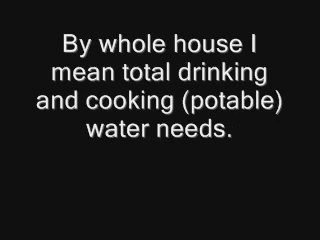 By whole house I
mean total drinking
and cooking (potable)
water needs.